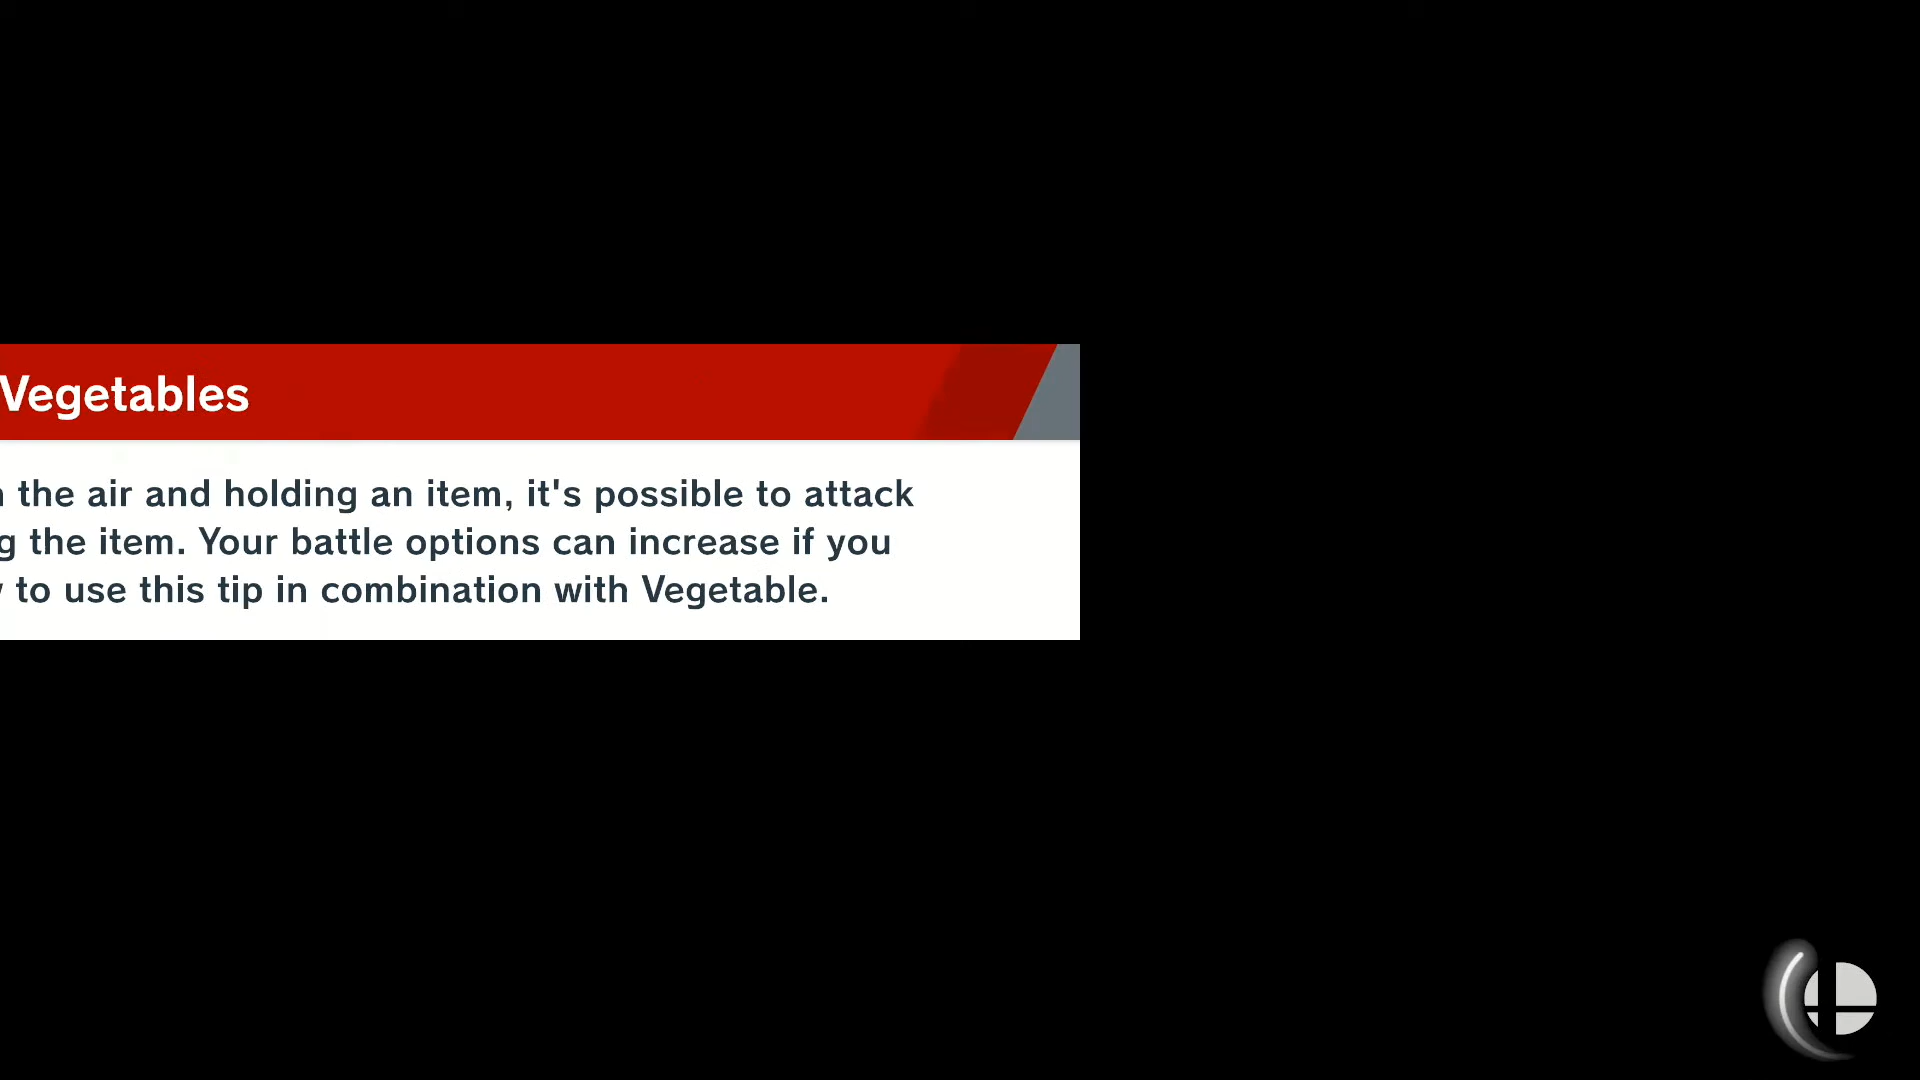 Vegetables
the air and holding an item, it's possible to attack
the item. Your battle options can increase if you
to use this tip in combination with Vegetable.